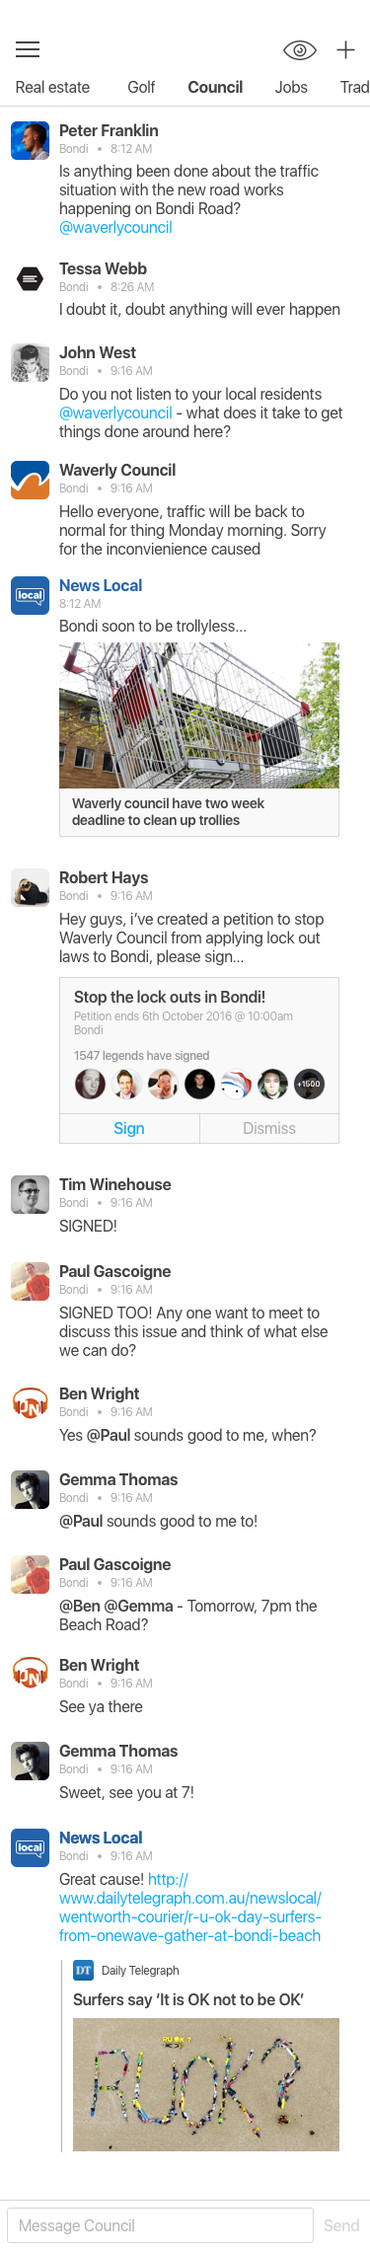 Real estate Golf Council Jobs Trad
Peter Franklin
Bondi • 8:12 AM
Is anything been done about the traffic
situation with the new road works
happening on Bondi Road?
@waverlycouncil
Tessa Webb
Bondi • 8:26 AM
I doubt it, doubt anything will ever happen
John West
Bondi • 9:16 AM
Do you not listen to your local residents
@waverlycouncil - what does it take to get
things done around here?
Waverly Council
Bondi • 9:16 AM
Hello everyone, traffic will be back to
normal for thing Monday morning. Sorry
for the inconvienience caused
local
News Local
8:12 AM
Bondi soon to be trollyless...
Waverly council have two week
deadline to clean up trollies
Robert Hays
Bondi • 9:16 AM
Hey guys, i've created a petition to stop
Waverly Council from applying lock out
laws to Bondi, please sign...
Stop the lock outs in Bondi!
Petition ends 6th October 2016 @ 10:00am
Bondi
1547 legends have signed
+1500
Sign Dismiss
Tim Winehouse
Bondi • 9:16 AM
SIGNED!
Paul Gascoigne
Bondi • 9:16 AM
SIGNED TOO! Any one want to meet to
discuss this issue and think of what else
we can do?
Ben Wright
Bondi • 9:16 AM
Yes @Paul sounds good to me, when?
Gemma Thomas
Bondi • 9:16 AM
@Paul sounds good to me to!
Paul Gascoigne
Bondi • 9:16 AM
@Ben @Gemma - Tomorrow, 7pm the
Beach Road?
Ben Wright
Bondi • 9:16 AM
See ya there
Gemma Thomas
Bondi • 9:16 AM
Sweet, see you at 7!
local
News Local
Bondi • 9:16 AM
Great cause! http://
www.dailytelegraph.com.au/newslocal/
wentworth-courier/r-u-ok-day-surfers-
from-onewave-gather-at-bondi-beach
DT Daily Telegraph
Surfers say ‘It is OK not to be OK’
RU OK?
RUOK?
Message Council Send